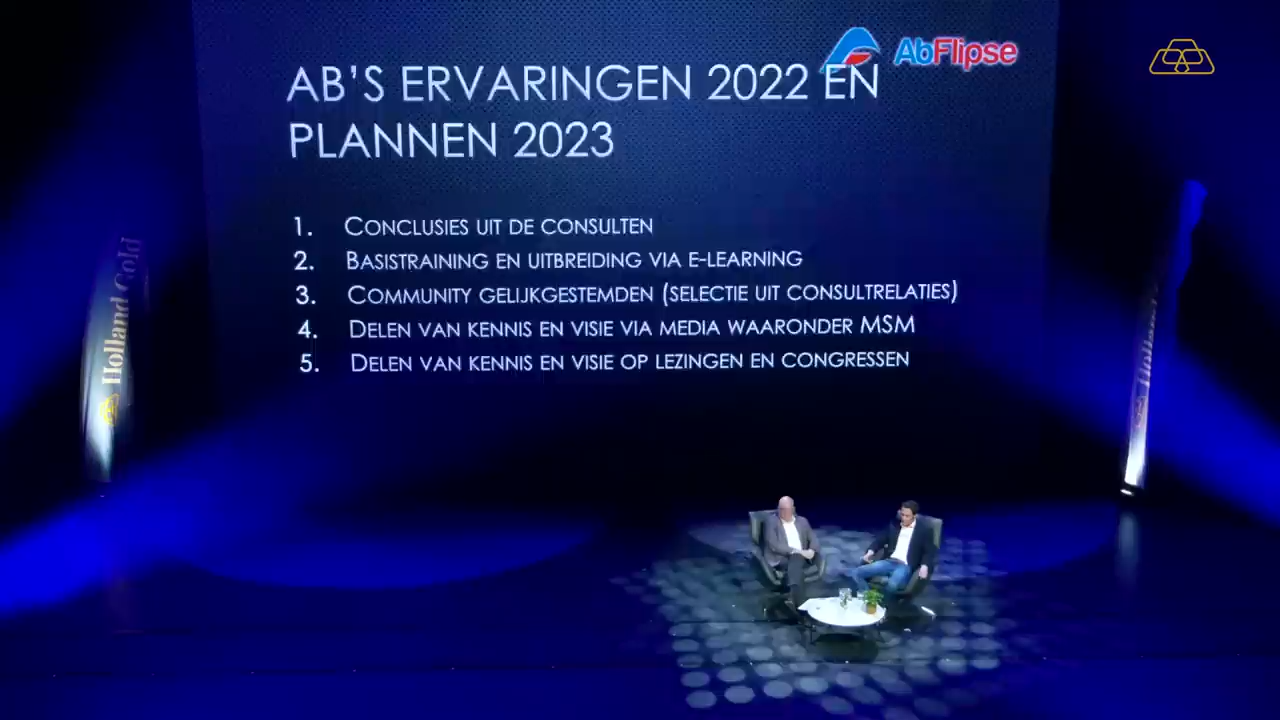 AbFlipse
AB'S ERVARINGEN 2022 EN
PLANNEN 2023
1. CONCLUSIES UIT DE CONSULTEN
2. BASISTRAINING EN UITBREIDING VIA E-LEARNING
3. COMMUNITY GELIJKGESTEMDEN (SELECTIE UIT CONSULTRELATIES)
4. DELEN VAN KENNIS EN VISIE VIA MEDIA WAARONDER MSM
5. DELEN VAN KENNIS EN VISIE OP LEZINGEN EN CONGRESSEN
Holland Gold